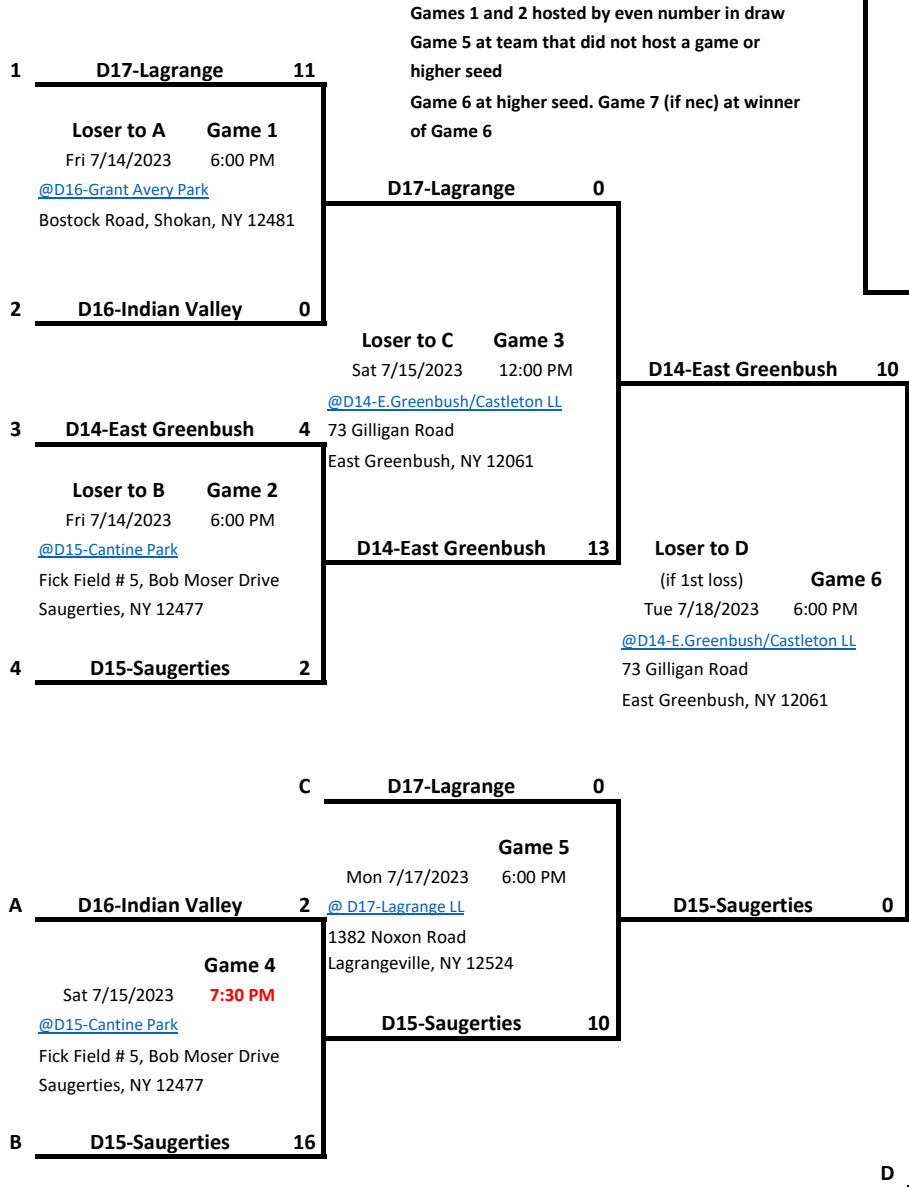 Games 1 and 2 hosted by even number in draw
Game 5 at team that did not host a game or
higher seed
Game 6 at higher seed. Game 7 (if nec) at winner
of Game 6
1 D17-Lagrange 11
Loser to A Game 1
Fri 7/14/2023 6:00 PM
@D16-Grant Avery Park
Bostock Road, Shokan, NY 12481
D17-Lagrange 0
2 D16-Indian Valley 0
Loser to C Game 3
Sat 7/15/2023 12:00 PM
@D14-E.Greenbush/Castleton LL
73 Gilligan Road
East Greenbush, NY 12061
D14-East Greenbush 10
3 D14-East Greenbush 4
Loser to B Game 2
Fri 7/14/2023 6:00 PM
@D15-Cantine Park
Fick Field # 5, Bob Moser Drive
Saugerties, NY 12477
D14-East Greenbush 13
4 D15-Saugerties 2
Loser to D
(if 1st loss) Game 6
Tue 7/18/2023 6:00 PM
@D14-E.Greenbush/Castleton LL
73 Gilligan Road
East Greenbush, NY 12061
C D17-Lagrange 0
Game 5
Mon 7/17/2023 6:00 PM
@ D17-Lagrange LL
1382 Noxon Road
Lagrangeville, NY 12524
D15-Saugerties 0
A D16-Indian Valley 2
Game 4
Sat 7/15/2023 7:30 PM
@D15-Cantine Park
Fick Field # 5, Bob Moser Drive
Saugerties, NY 12477
D15-Saugerties 10
B D15-Saugerties 16
D